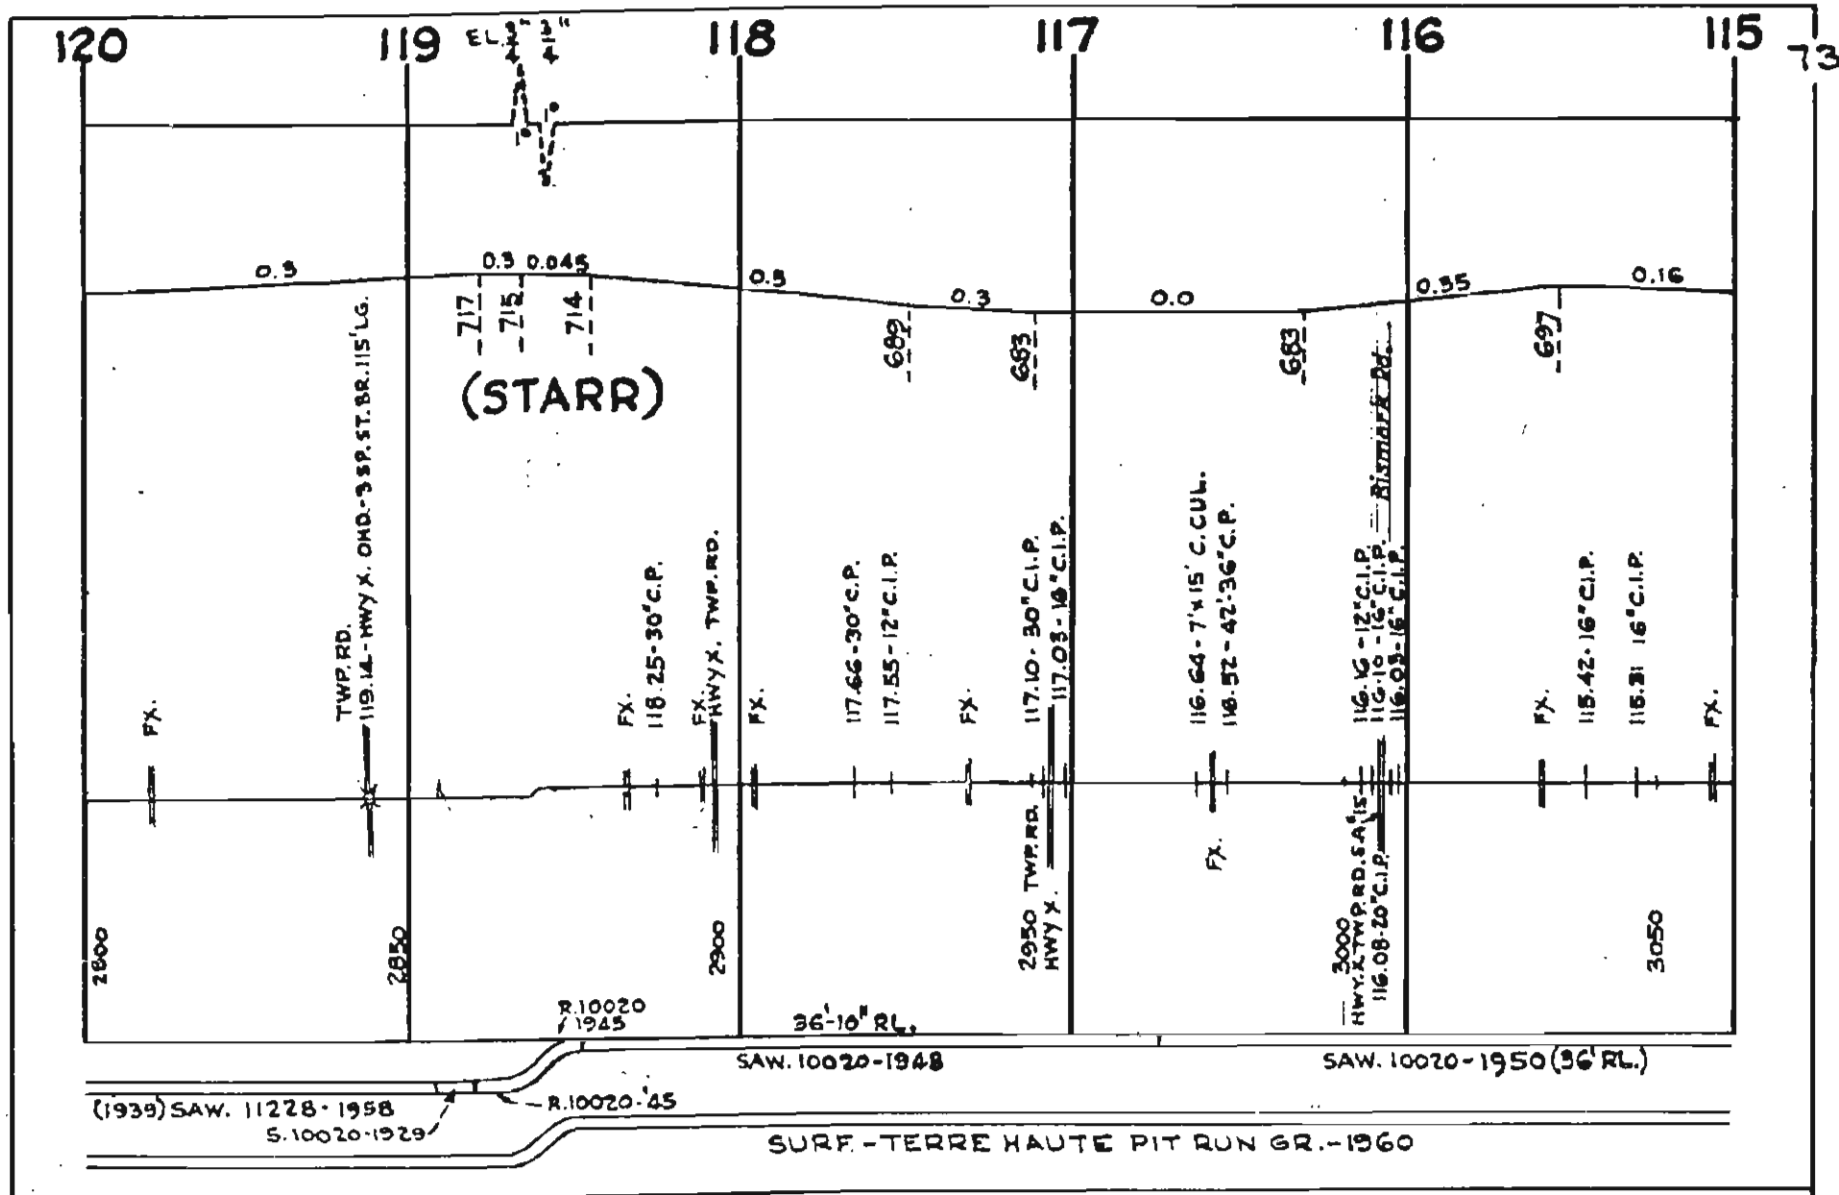 120
119
EL. 3/4" 3/4"
118
117
116
115
73
1°
1°
0.3
0.3
0.045
0.3
0.3
0.0
0.35
0.16
717
715
714
689
683
683
697
(STARR)
FX.
TWP. RD.
119.14-HWY X. OHD.-3 SP. ST. BR. 115' LG.
FX.
118.25-30" C.P.
FX.
HWY X. TWP. RD.
FX.
117.66-30" C.P.
117.55-12" C.I.P.
FX.
117.10-30" C.I.P.
117.03-16" C.I.P.
116.64-7'x15' C. CUL.
116.52-42'-36" C.P.
116.16-12" C.I.P.
116.10-16" C.I.P.
116.03-16" C.I.P.
Bismark Rd.
FX.
115.42-16" C.I.P.
115.31 16" C.I.P.
FX.
FX.
2800
2850
2900
2950 TWP. RD.
HWY X.
3000
HWY. X. TWP. RD. S.A. "15"
116.08-20" C.I.P.
3050
R.10020
1945
36'-10" RL.
SAW. 10020-1948
SAW. 10020-1950 (36' RL.)
(1939) SAW. 11228-1958
R.10020-'45
S. 10020-1929
SURF.-TERRE HAUTE PIT RUN GR.-1960